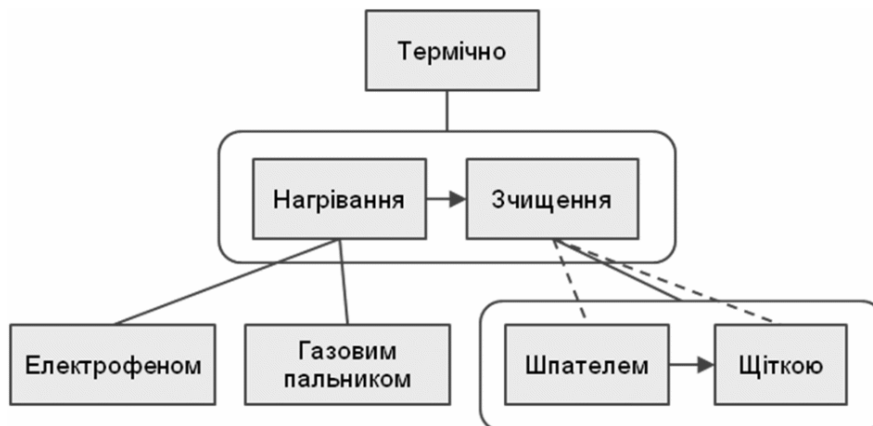 Термічно
Нагрівання
Зчищення
Електрофеном
Газовим
пальником
Шпателем
Щіткою